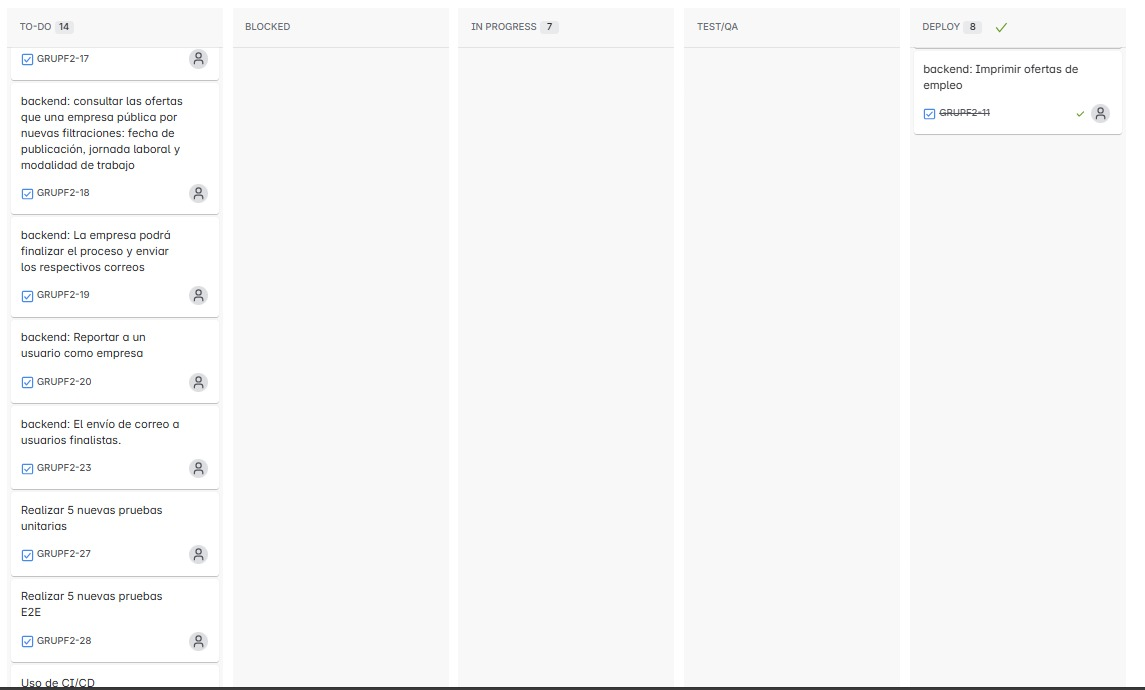 TO-DO 14
BLOCKED
IN PROGRESS 7
TEST/QA
DEPLOY 8
GRUPF2-17
backend: consultar las ofertas
que una empresa pública por
nuevas filtraciones: fecha de
publicación, jornada laboral y
modalidad de trabajo
GRUPF2-18
backend: La empresa podrá
finalizar el proceso y enviar
los respectivos correos
GRUPF2-19
backend: Reportar a un
usuario como empresa
GRUPF2-20
backend: El envío de correo a
usuarios finalistas.
GRUPF2-23
Realizar 5 nuevas pruebas
unitarias
GRUPF2-27
Realizar 5 nuevas pruebas
E2E
GRUPF2-28
Uso de CI/CD
backend: Imprimir ofertas de
empleo
GRUPF2-11